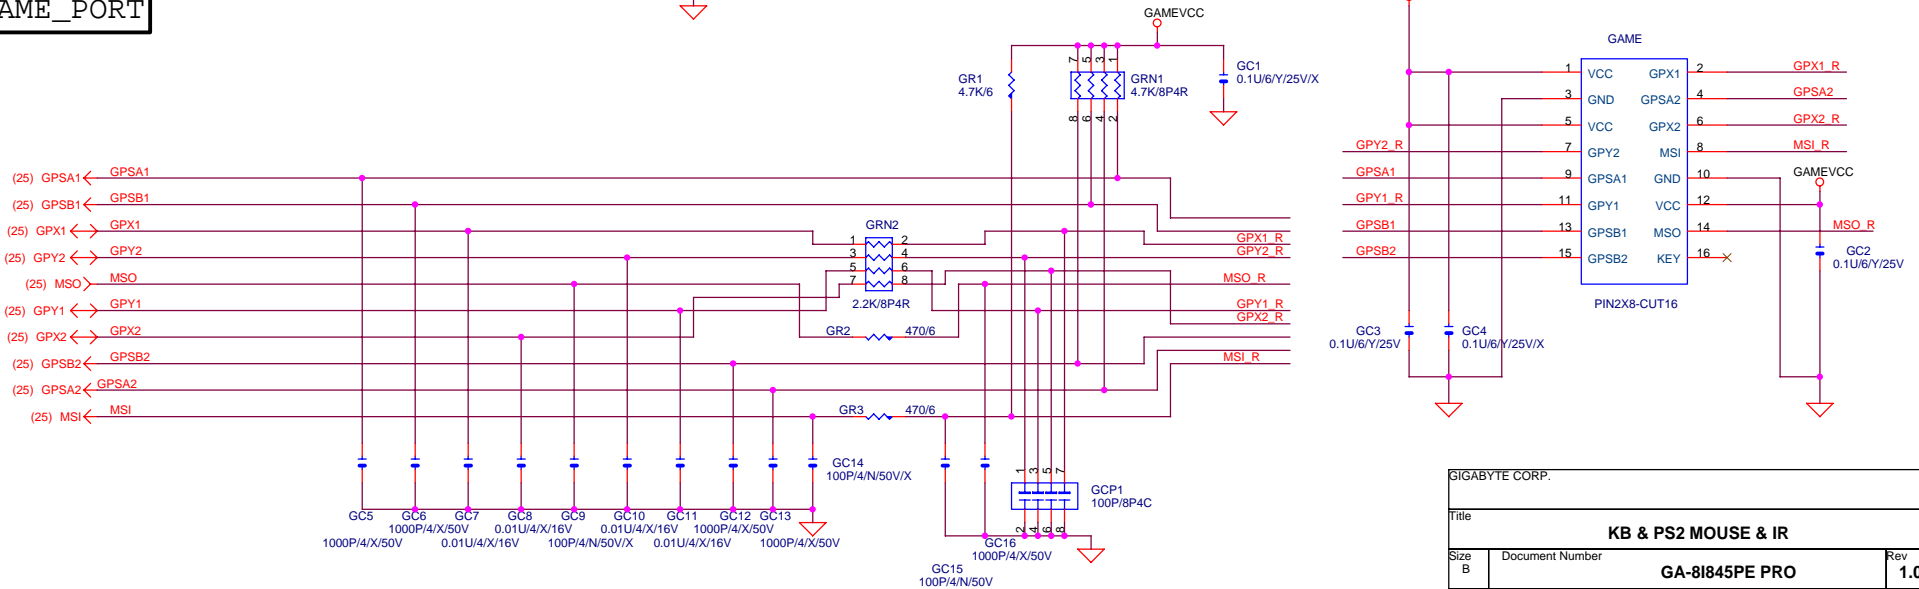 AME_PORT
GAMEVCC
GR1
4.7K/6
7
5
3
1
GRN1
4.7K/8P4R
8
6
4
2
GC1
0.1U/6/Y/25V/X
(25) GPSA1
GPSA1
(25) GPSB1
GPSB1
(25) GPX1
GPX1
(25) GPY2
GPY2
(25) MSO
MSO
(25) GPY1
GPY1
(25) GPX2
GPX2
(25) GPSB2
GPSB2
(25) GPSA2
GPSA2
(25) MSI
MSI
GRN2
1
2
3
4
5
6
7
8
2.2K/8P4R
GR2
470/6
GR3
470/6
GPX1_R
GPY2_R
MSO_R
GPY1_R
GPX2_R
MSI_R
GC14
100P/4/N/50V/X
1
3
5
7
GCP1
100P/8P4C
2
4
6
8
GC5
1000P/4/X/50V
GC6
1000P/4/X/50V
GC7
0.01U/4/X/16V
GC8
0.01U/4/X/16V
GC9
100P/4/N/50V/X
GC10
0.01U/4/X/16V
GC11
0.01U/4/X/16V
GC12
1000P/4/X/50V
GC13
1000P/4/X/50V
GC16
1000P/4/X/50V
GC15
100P/4/N/50V
GAME
1 VCC GPX1 2 GPX1_R
3 GND GPSA2 4 GPSA2
5 VCC GPX2 6 GPX2_R
GPY2_R 7 GPY2 MSI 8 MSI_R
GPSA1 9 GPSA1 GND 10
GAMEVCC
GPY1_R 11 GPY1 VCC 12
GPSB1 13 GPSB1 MSO 14 MSO_R
GPSB2 15 GPSB2 KEY 16
GC2
0.1U/6/Y/25V
PIN2X8-CUT16
GC3
0.1U/6/Y/25V
GC4
0.1U/6/Y/25V/X
GIGABYTE CORP.
Title
KB & PS2 MOUSE & IR
Size
B
Document Number
GA-8I845PE PRO
Rev
1.0